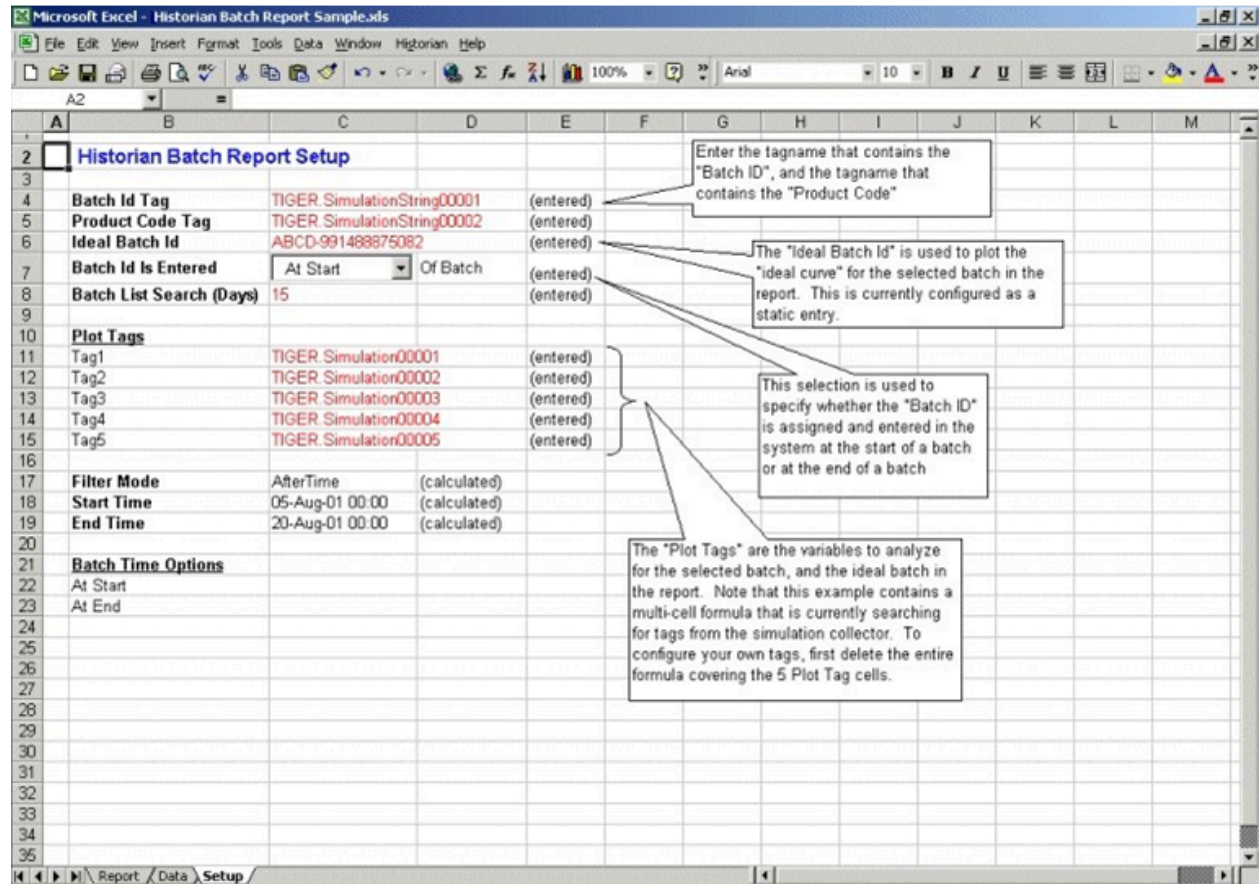 Microsoft Excel - Historian Batch Report Sample.xls
File Edit View Insert Format Tools Data Window Historian Help
100% Arial 10 B I U
A2 =
A B C D E F G H I J K L M
2 Historian Batch Report Setup
3
4 Batch Id Tag TIGER.SimulationString00001 (entered)
5 Product Code Tag TIGER.SimulationString00002 (entered)
6 Ideal Batch Id ABCD-991488875082 (entered)
7 Batch Id Is Entered At Start Of Batch (entered)
8 Batch List Search (Days) 15 (entered)
9
10 Plot Tags
11 Tag1 TIGER.Simulation00001 (entered)
12 Tag2 TIGER.Simulation00002 (entered)
13 Tag3 TIGER.Simulation00003 (entered)
14 Tag4 TIGER.Simulation00004 (entered)
15 Tag5 TIGER.Simulation00005 (entered)
16
17 Filter Mode AfterTime (calculated)
18 Start Time 05-Aug-01 00:00 (calculated)
19 End Time 20-Aug-01 00:00 (calculated)
20
21 Batch Time Options
22 At Start
23 At End
24
25
26
27
28
29
30
31
32
33
34
35
Enter the tagname that contains the
"Batch ID", and the tagname that
contains the "Product Code"
The "Ideal Batch Id" is used to plot the
"ideal curve" for the selected batch in the
report. This is currently configured as a
static entry.
This selection is used to
specify whether the "Batch ID"
is assigned and entered in the
system at the start of a batch
or at the end of a batch
The "Plot Tags" are the variables to analyze
for the selected batch, and the ideal batch in
the report. Note that this example contains a
multi-cell formula that is currently searching
for tags from the simulation collector. To
configure your own tags, first delete the entire
formula covering the 5 Plot Tag cells.
Report Data Setup